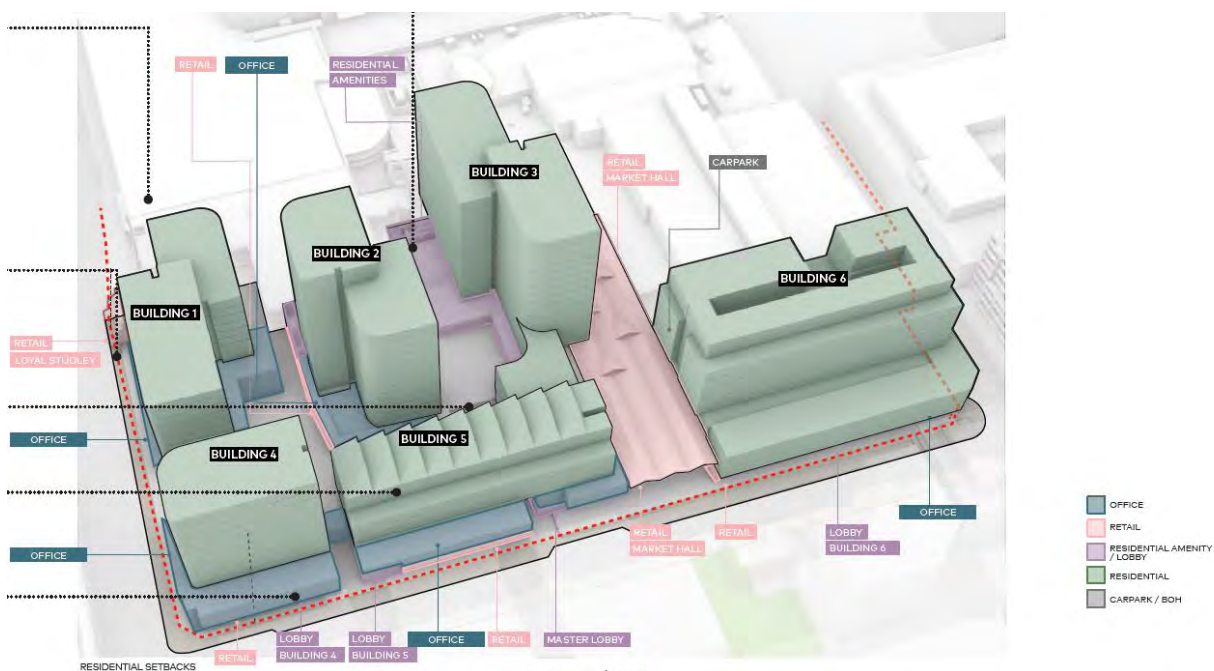 RETAIL
OFFICE
RESIDENTIAL
AMENITIES
BUILDING 3
RETAIL
MARKET HALL
CARPARK
BUILDING 2
BUILDING 6
BUILDING 1
RETAIL
LOYAL STUDLEY
OFFICE
BUILDING 5
BUILDING 4
OFFICE
OFFICE
RETAIL
MARKET HALL
RETAIL
LOBBY
BUILDING 6
RETAIL
LOBBY
BUILDING 4
LOBBY
BUILDING 5
OFFICE
RETAIL
MASTER LOBBY
RESIDENTIAL SETBACKS
OFFICE
RETAIL
RESIDENTIAL AMENITY
/ LOBBY
RESIDENTIAL
CARPARK / BOH